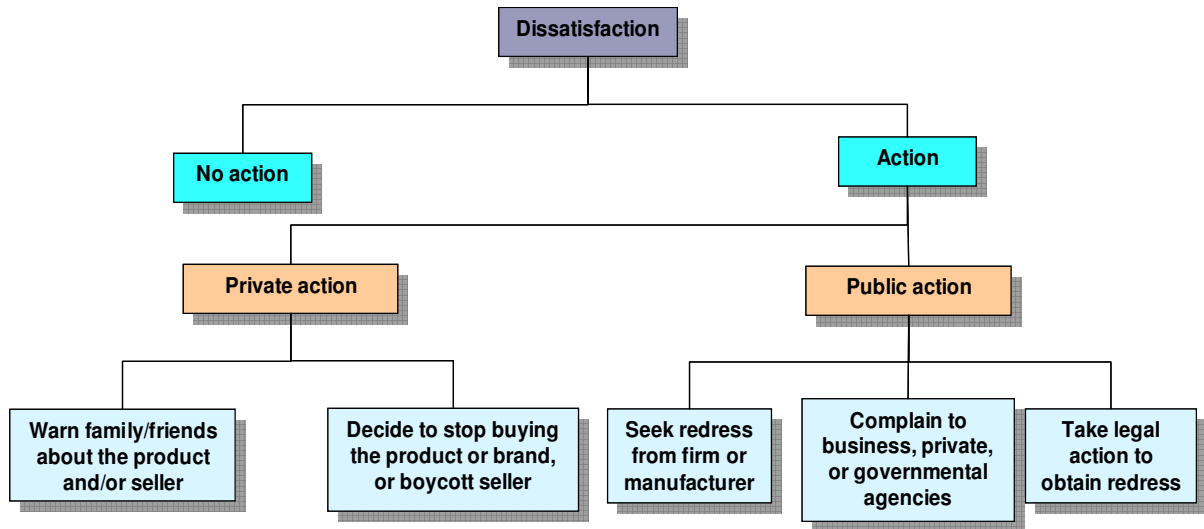 Dissatisfaction
No action
Action
Private action
Public action
Warn family/friends
about the product
and/or seller
Decide to stop buying
the product or brand,
or boycott seller
Seek redress
from firm or
manufacturer
Complain to
business, private,
or governmental
agencies
Take legal
action to
obtain redress